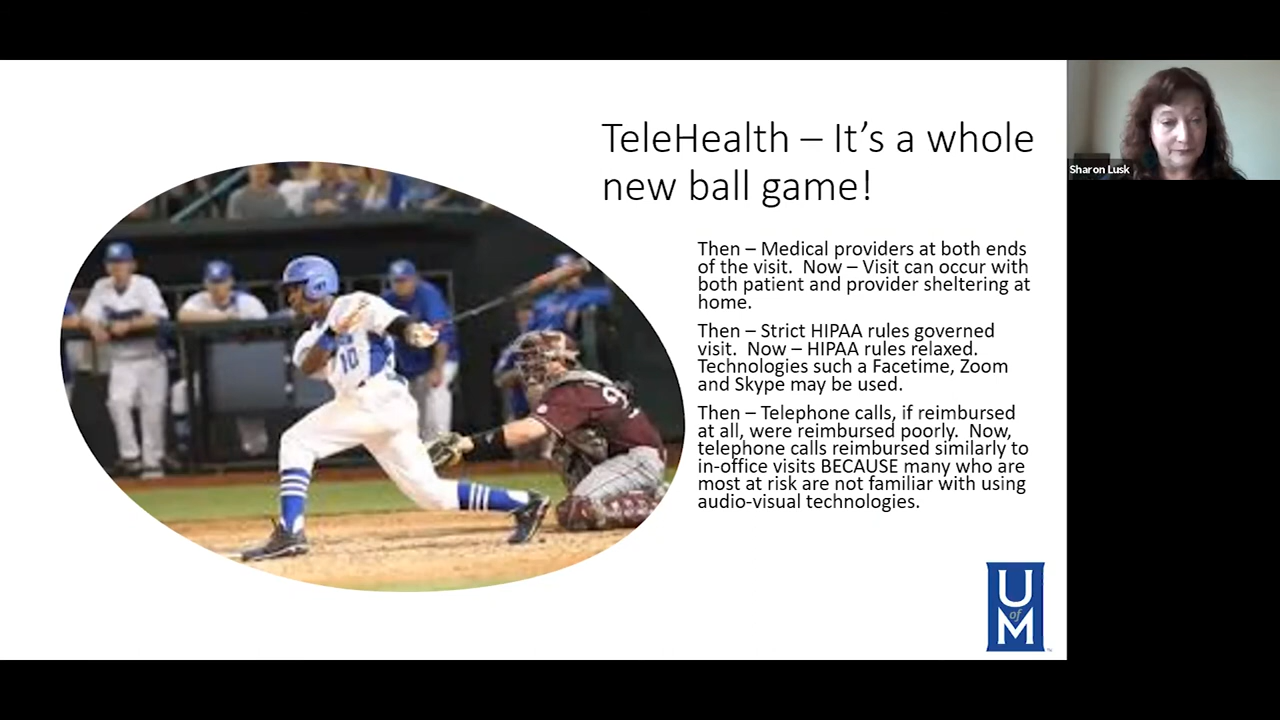 TeleHealth – It's a whole
new ball game!
Then – Medical providers at both ends
of the visit.  Now – Visit can occur with
both patient and provider sheltering at
home.
Then – Strict HIPAA rules governed
visit.  Now – HIPAA rules relaxed.
Technologies such a Facetime, Zoom
and Skype may be used.
Then – Telephone calls, if reimbursed
at all, were reimbursed poorly.  Now,
telephone calls reimbursed similarly to
in-office visits BECAUSE many who are
most at risk are not familiar with using
audio-visual technologies.
Sharon Lusk
10
U
of
M